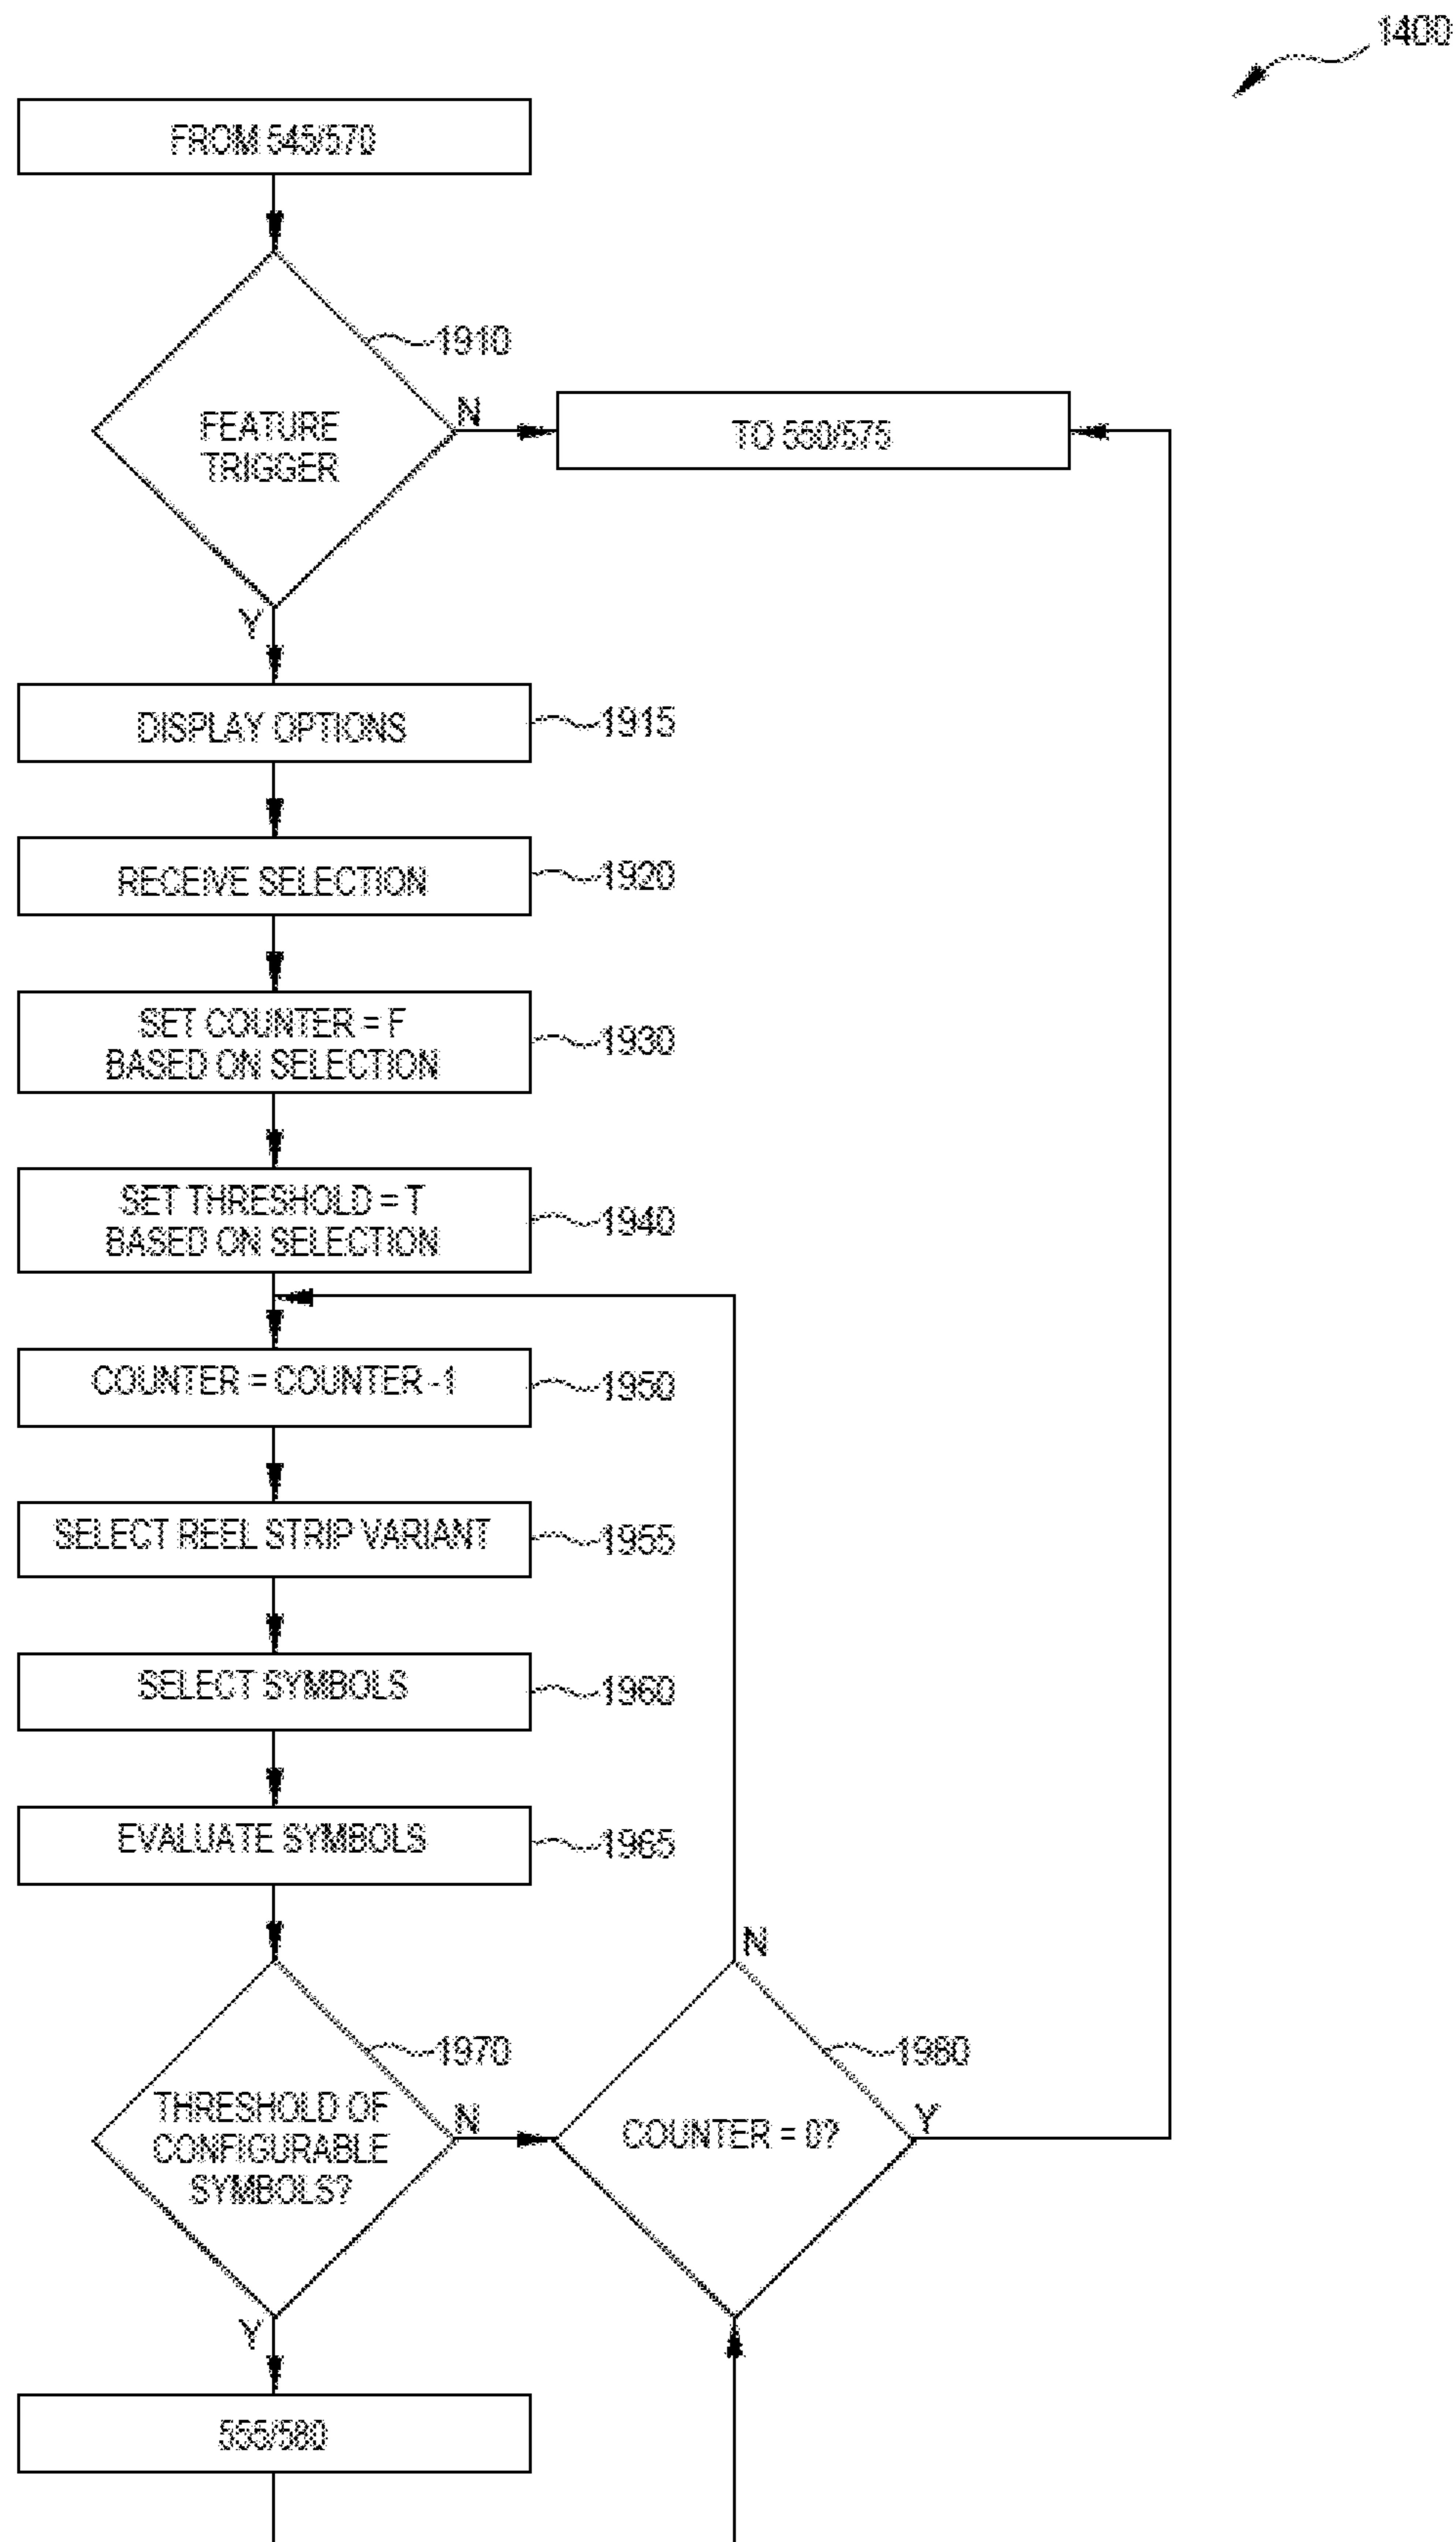 1400
FROM 545/570
1910
FEATURE
TRIGGER
N
TO 550/575
Y
DISPLAY OPTIONS
1915
RECEIVE SELECTION
1920
SET COUNTER = F
BASED ON SELECTION
1930
SET THRESHOLD = T
BASED ON SELECTION
1940
COUNTER = COUNTER -1
1950
SELECT REEL STRIP VARIANT
1955
SELECT SYMBOLS
1960
EVALUATE SYMBOLS
1965
N
1970
1980
THRESHOLD OF
CONFIGURABLE
SYMBOLS?
N
COUNTER = 0?
Y
Y
555/580